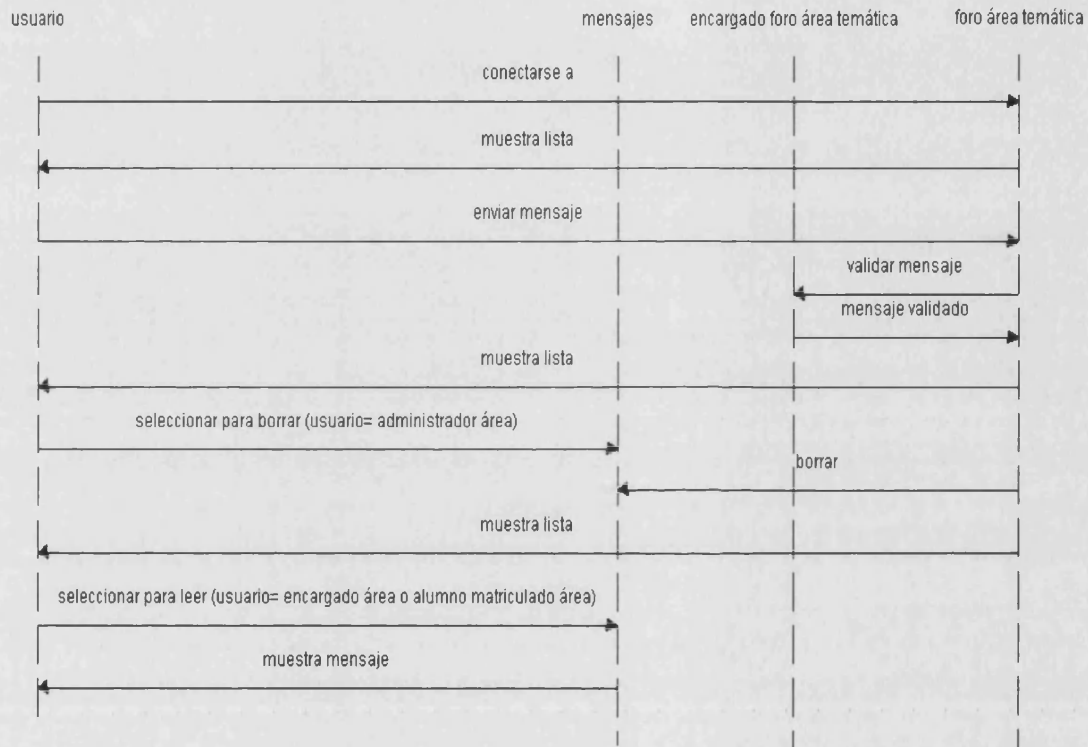 usuario
mensajes
encargado foro área temática
foro área temática
conectarse a
muestra lista
enviar mensaje
validar mensaje
mensaje validado
muestra lista
seleccionar para borrar (usuario= administrador área)
borrar
muestra lista
seleccionar para leer (usuario= encargado área o alumno matriculado área)
muestra mensaje